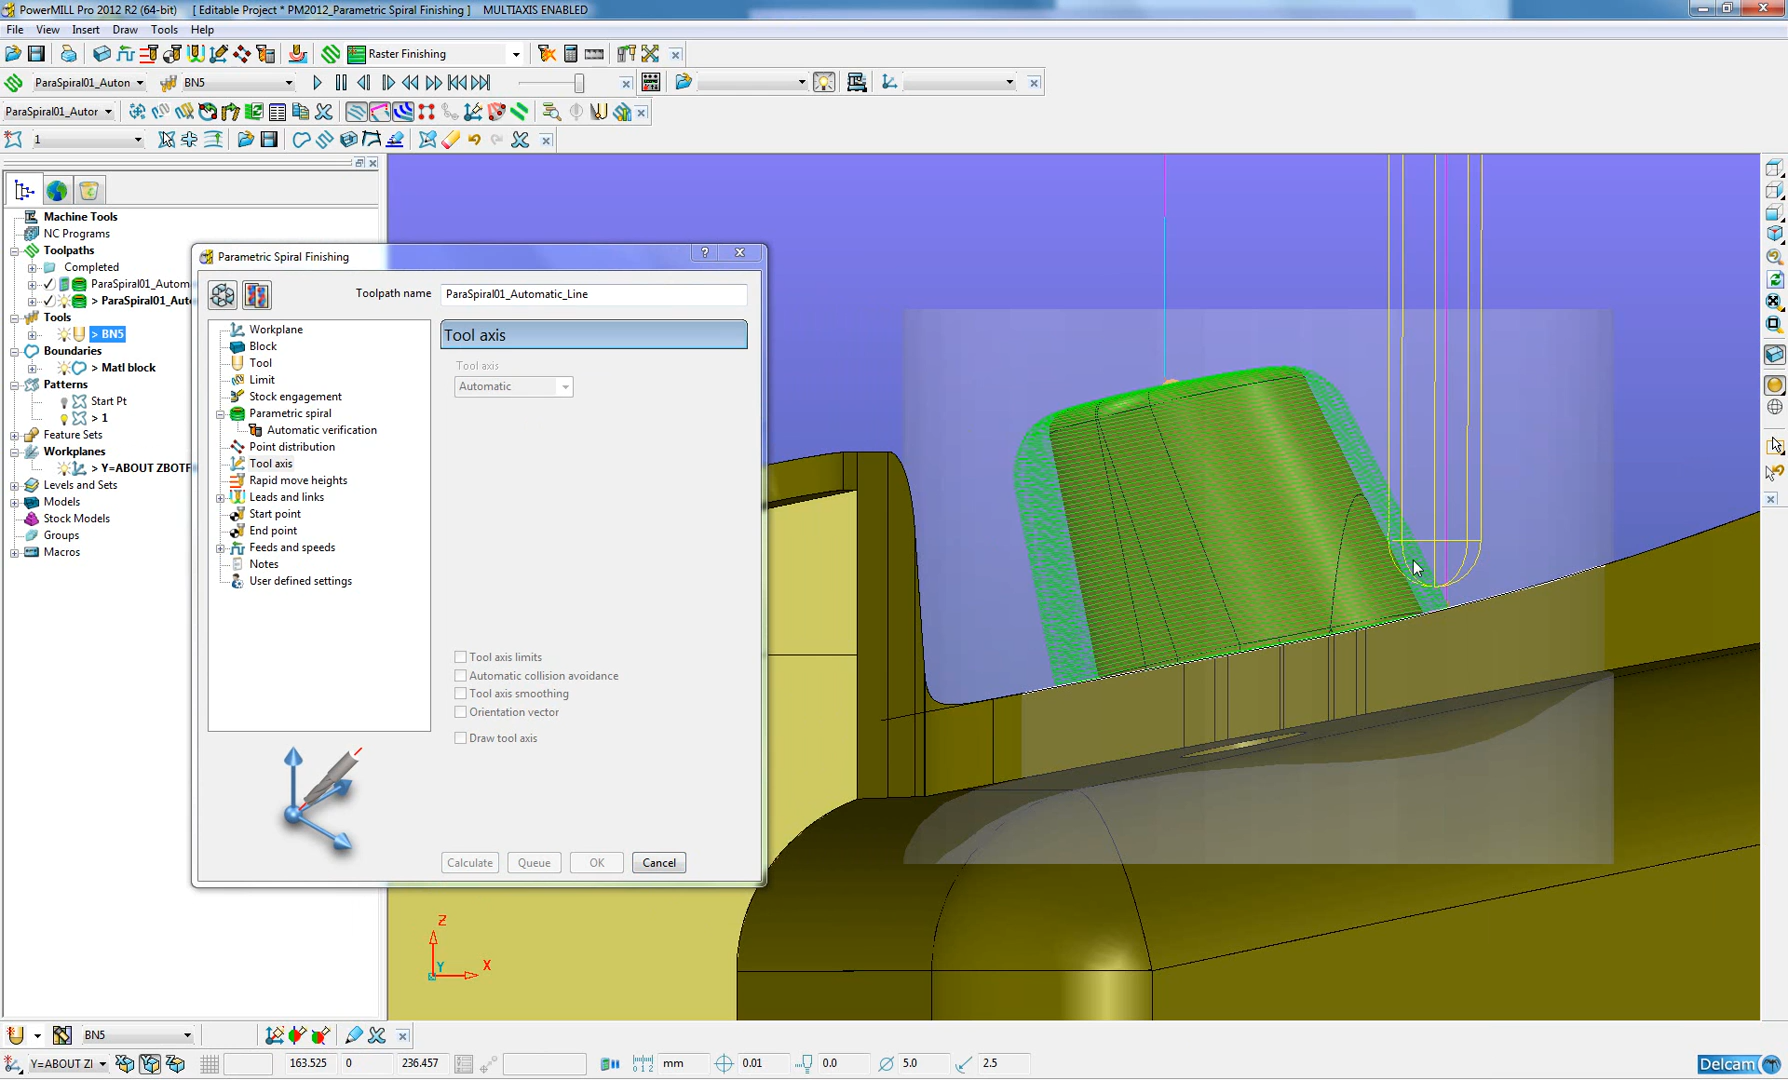 PowerMILL Pro 2012 R2 (64-bit)    [ Editable Project * PM2012_Parametric Spiral Finishing ]    MULTIAXIS ENABLED
File View Insert Draw Tools Help
Raster Finishing
ParaSpiral01_Auton BN5
ParaSpiral01_Autor
1
Machine Tools
NC Programs
Toolpaths
Completed
ParaSpiral01_Automa
> ParaSpiral01_Auto
Tools
> BN5
Boundaries
> Matl block
Patterns
Start Pt
> 1
Feature Sets
Workplanes
> Y=ABOUT ZBOTF
Levels and Sets
Models
Stock Models
Groups
Macros
Parametric Spiral Finishing
?
Toolpath name ParaSpiral01_Automatic_Line
Workplane
Block
Tool
Limit
Stock engagement
Parametric spiral
Automatic verification
Point distribution
Tool axis
Rapid move heights
Leads and links
Start point
End point
Feeds and speeds
Notes
User defined settings
Tool axis
Tool axis
Automatic
Tool axis limits
Automatic collision avoidance
Tool axis smoothing
Orientation vector
Draw tool axis
Calculate Queue OK Cancel
Z
Y
X
BN5
Y=ABOUT ZI 163.525 0 236.457 mm 0.01 0.0 5.0 2.5
Delcam